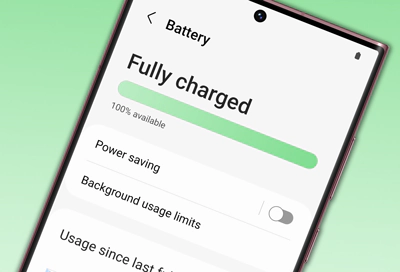 Battery
Fully charged
100% available
Power saving
Background usage limits
Usage since last